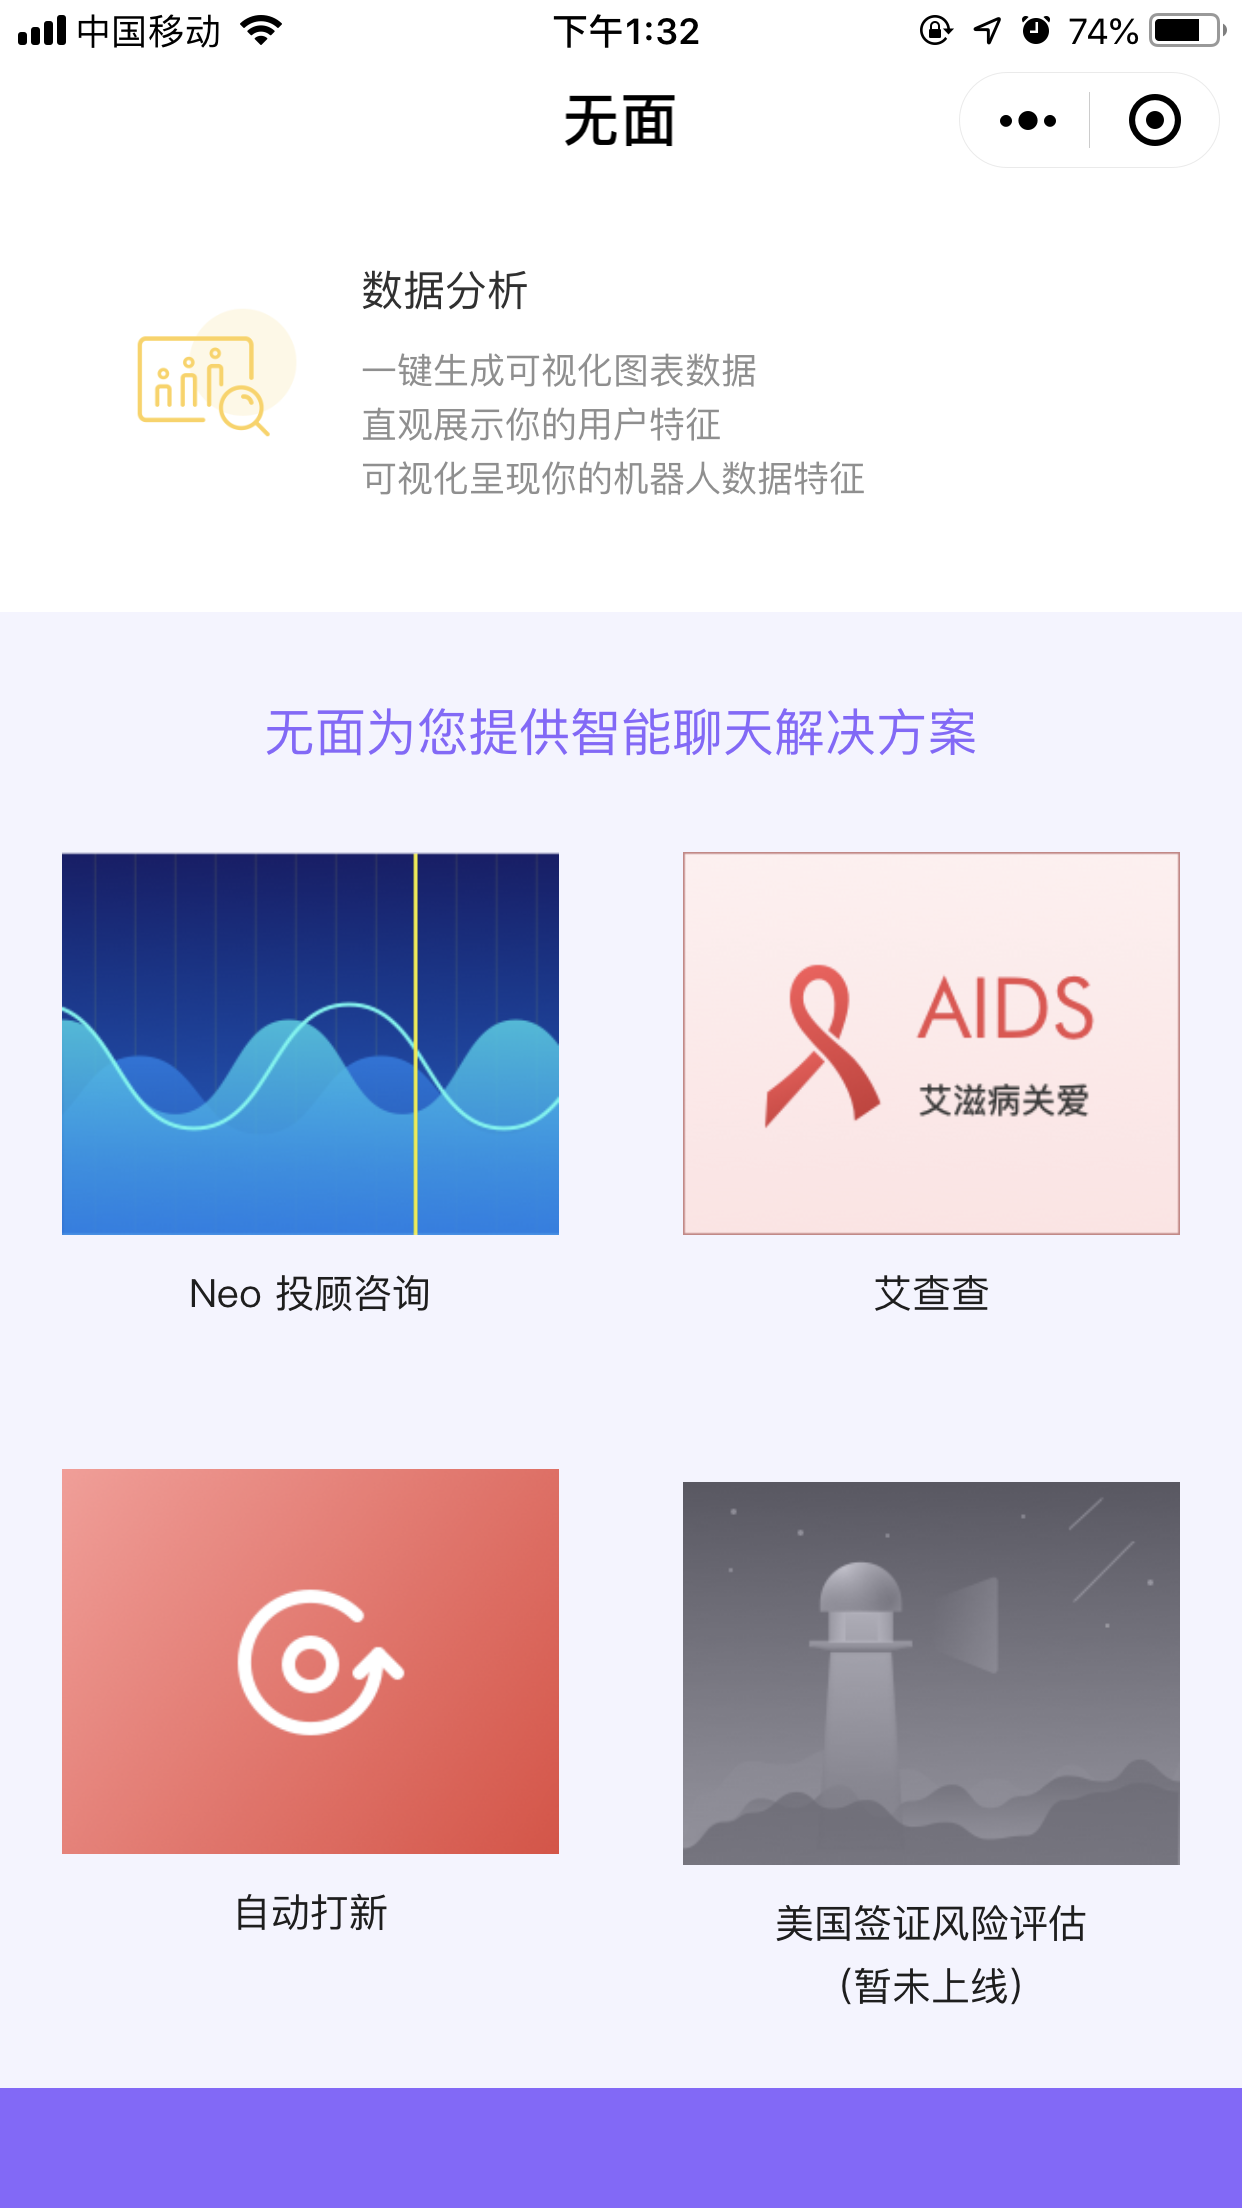 中国移动
下午1:32
74%
无面
数据分析
一键生成可视化图表数据
直观展示你的用户特征
可视化呈现你的机器人数据特征
无面为您提供智能聊天解决方案
AIDS
艾滋病关爱
Neo 投顾咨询
艾查查
自动打新
美国签证风险评估
（暂未上线）